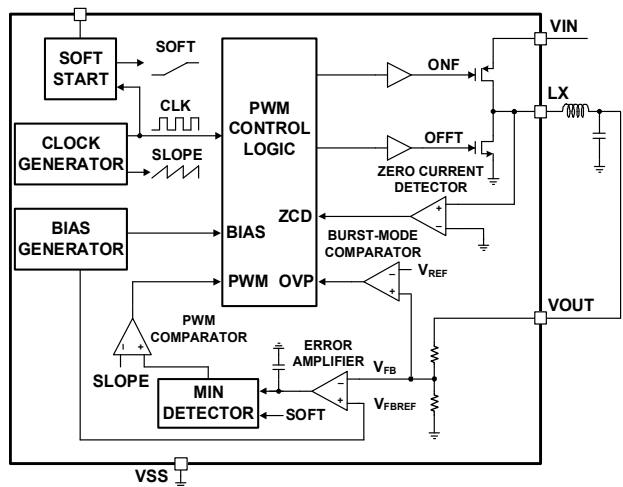 VIN
SOFT
START
SOFT
ONF
LX
CLK
PWM
CONTROL
LOGIC
CLOCK
GENERATOR
OFFT
SLOPE
ZERO CURRENT
DETECTOR
BIAS
GENERATOR
BIAS
ZCD
BURST-MODE
COMPARATOR
VREF
PWM
OVP
VOUT
PWM
COMPARATOR
ERROR
AMPLIFIER
VFB
SLOPE
MIN
DETECTOR
SOFT
VFBREF
VSS